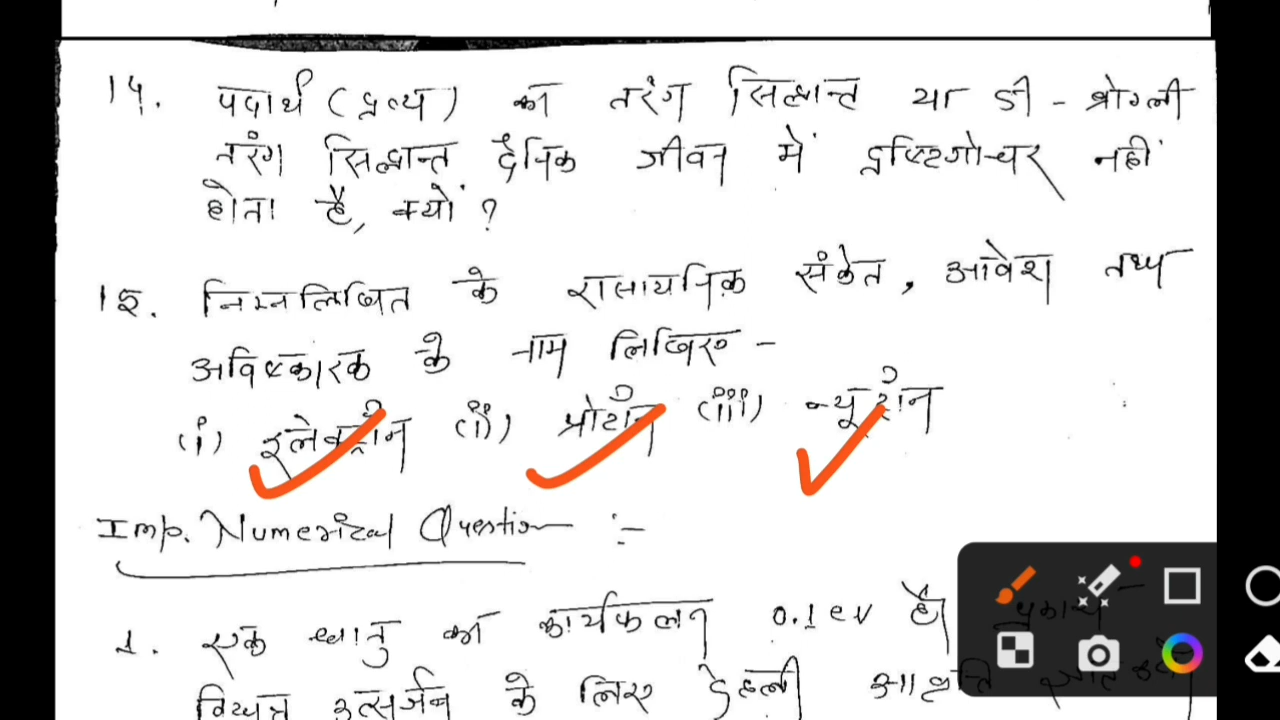 14. पदार्थ (द्रव्य) का तरंग सिद्धान्त या डी - ब्रोग्ली
तरंग सिद्धान्त दैनिक जीवन में दृष्टिगोचर नहीं
होता है, क्यों ?
15. निम्नलिखित के रासायनिक संकेत, आवेश तथा
अविष्कारक के नाम लिखिए -
(i) इलेक्ट्रॉन (ii) प्रोटॉन (iii) न्यूट्रॉन
Imp. Numerical Question :-
1. एक धातु का कार्यफलन 0.1 eV है। प्रकाश
विद्युत उत्सर्जन के लिए देहली आवृत्ति